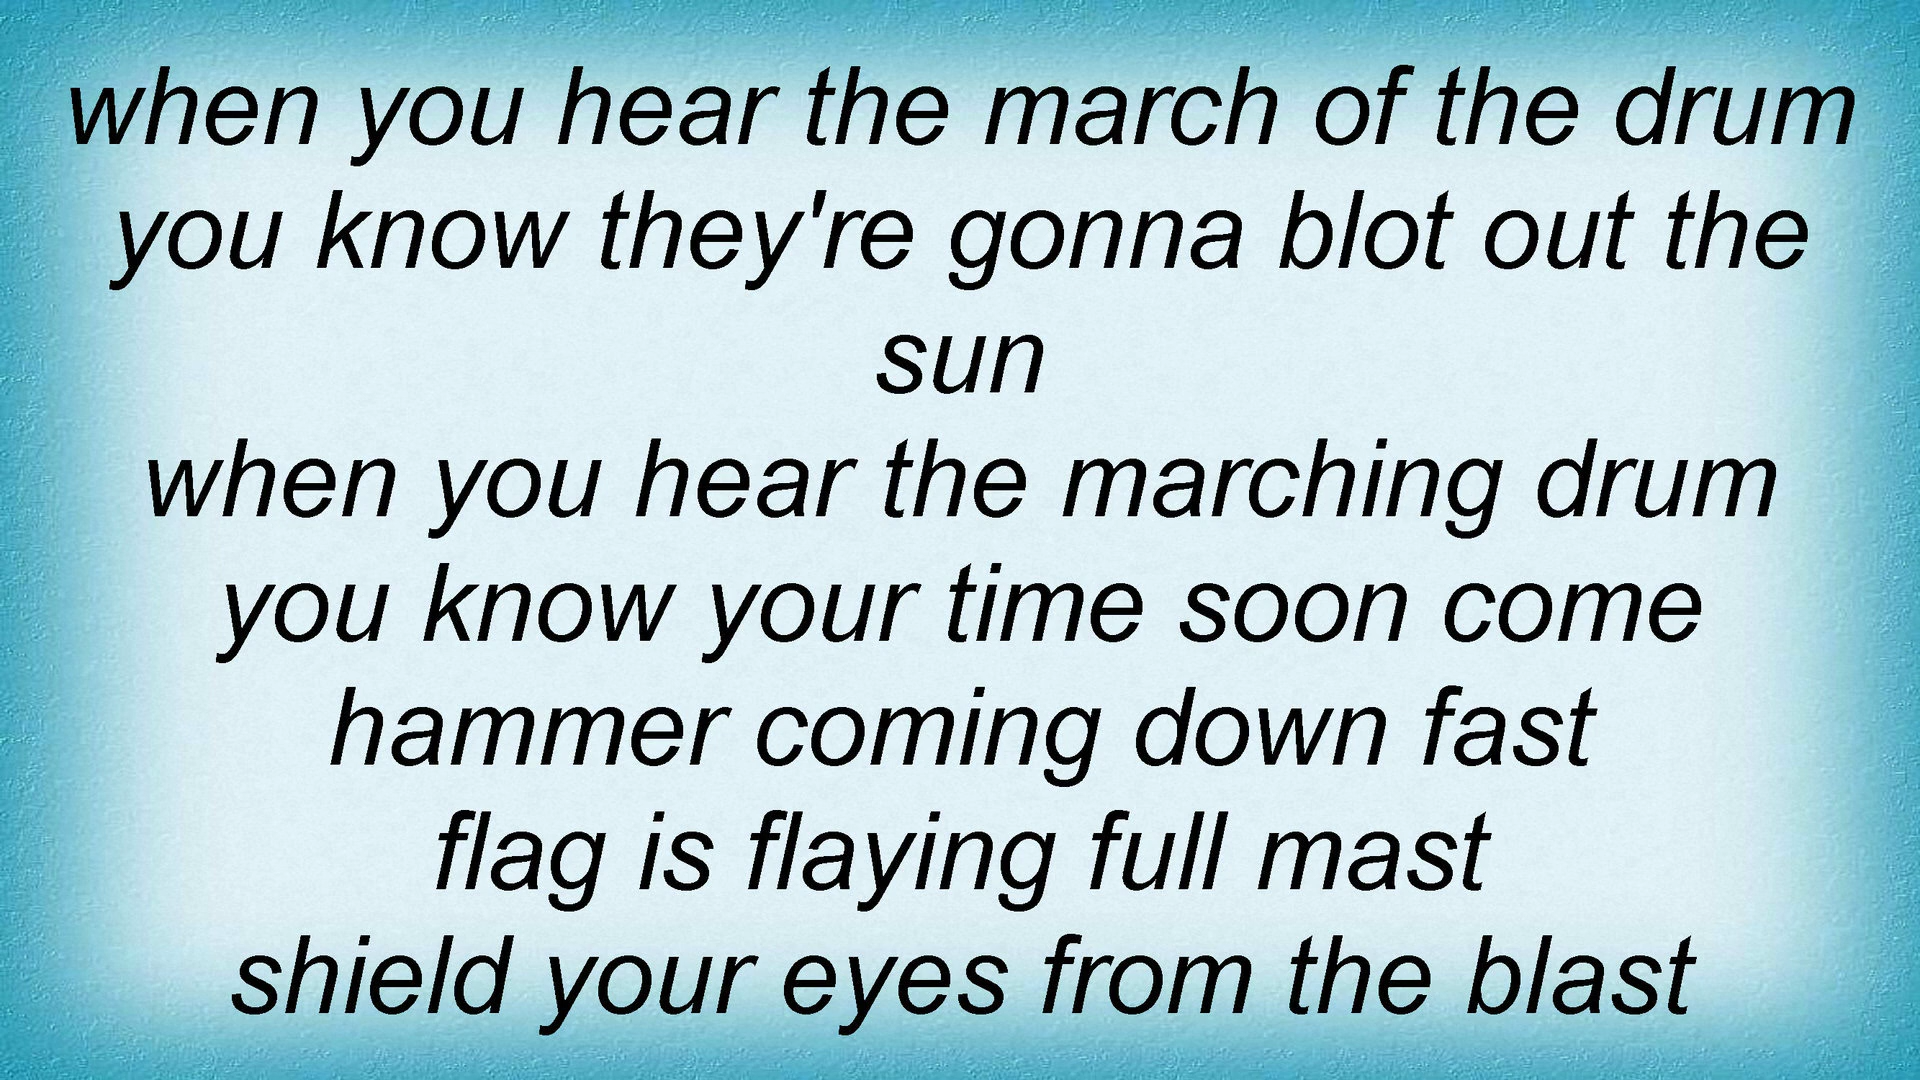 when you hear the march of the drum
you know they're gonna blot out the
sun
when you hear the marching drum
you know your time soon come
hammer coming down fast
flag is flaying full mast
shield your eyes from the blast